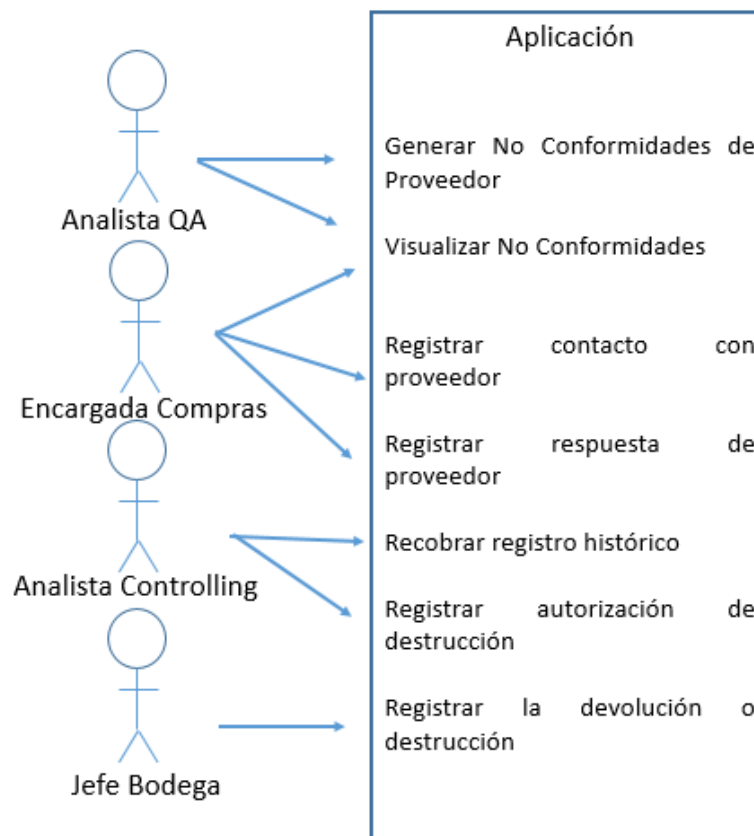 Aplicación
Generar No Conformidades de
Proveedor
Analista QA
Visualizar No Conformidades
Registrar contacto con
proveedor
Encargada Compras
Registrar respuesta de
proveedor
Recobrar registro histórico
Analista Controlling
Registrar autorización de
destrucción
Registrar la devolución o
destrucción
Jefe Bodega